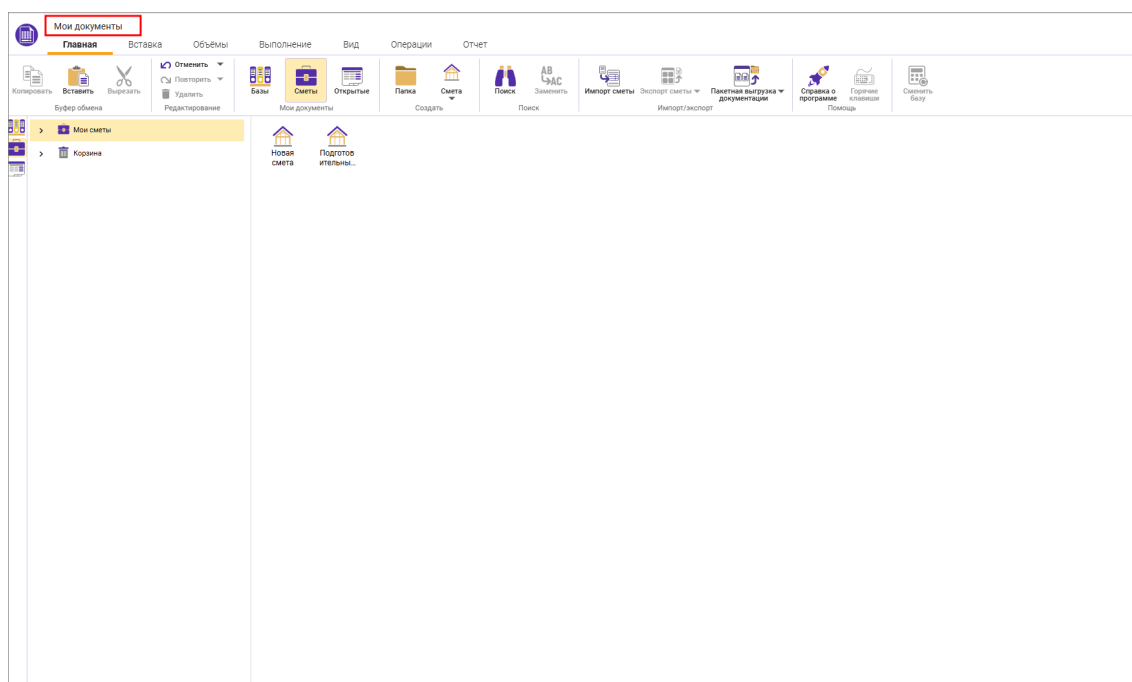 Мои документы
Главная Вставка Объёмы Выполнение Вид Операции Отчет
Копировать Вставить Вырезать
Буфер обмена
Отменить
Повторить
Удалить
Редактирование
Базы Сметы Открытые
Мои документы
Папка Смета
Создать
Поиск Заменить
AB
AC
Поиск
Импорт сметы Экспорт сметы Пакетная выгрузка
документации
Импорт/экспорт
Справка о
программе
Горячие
клавиши
Помощь
Сменить
базу
Мои сметы
Корзина
Новая
смета
Подготов
ительны...